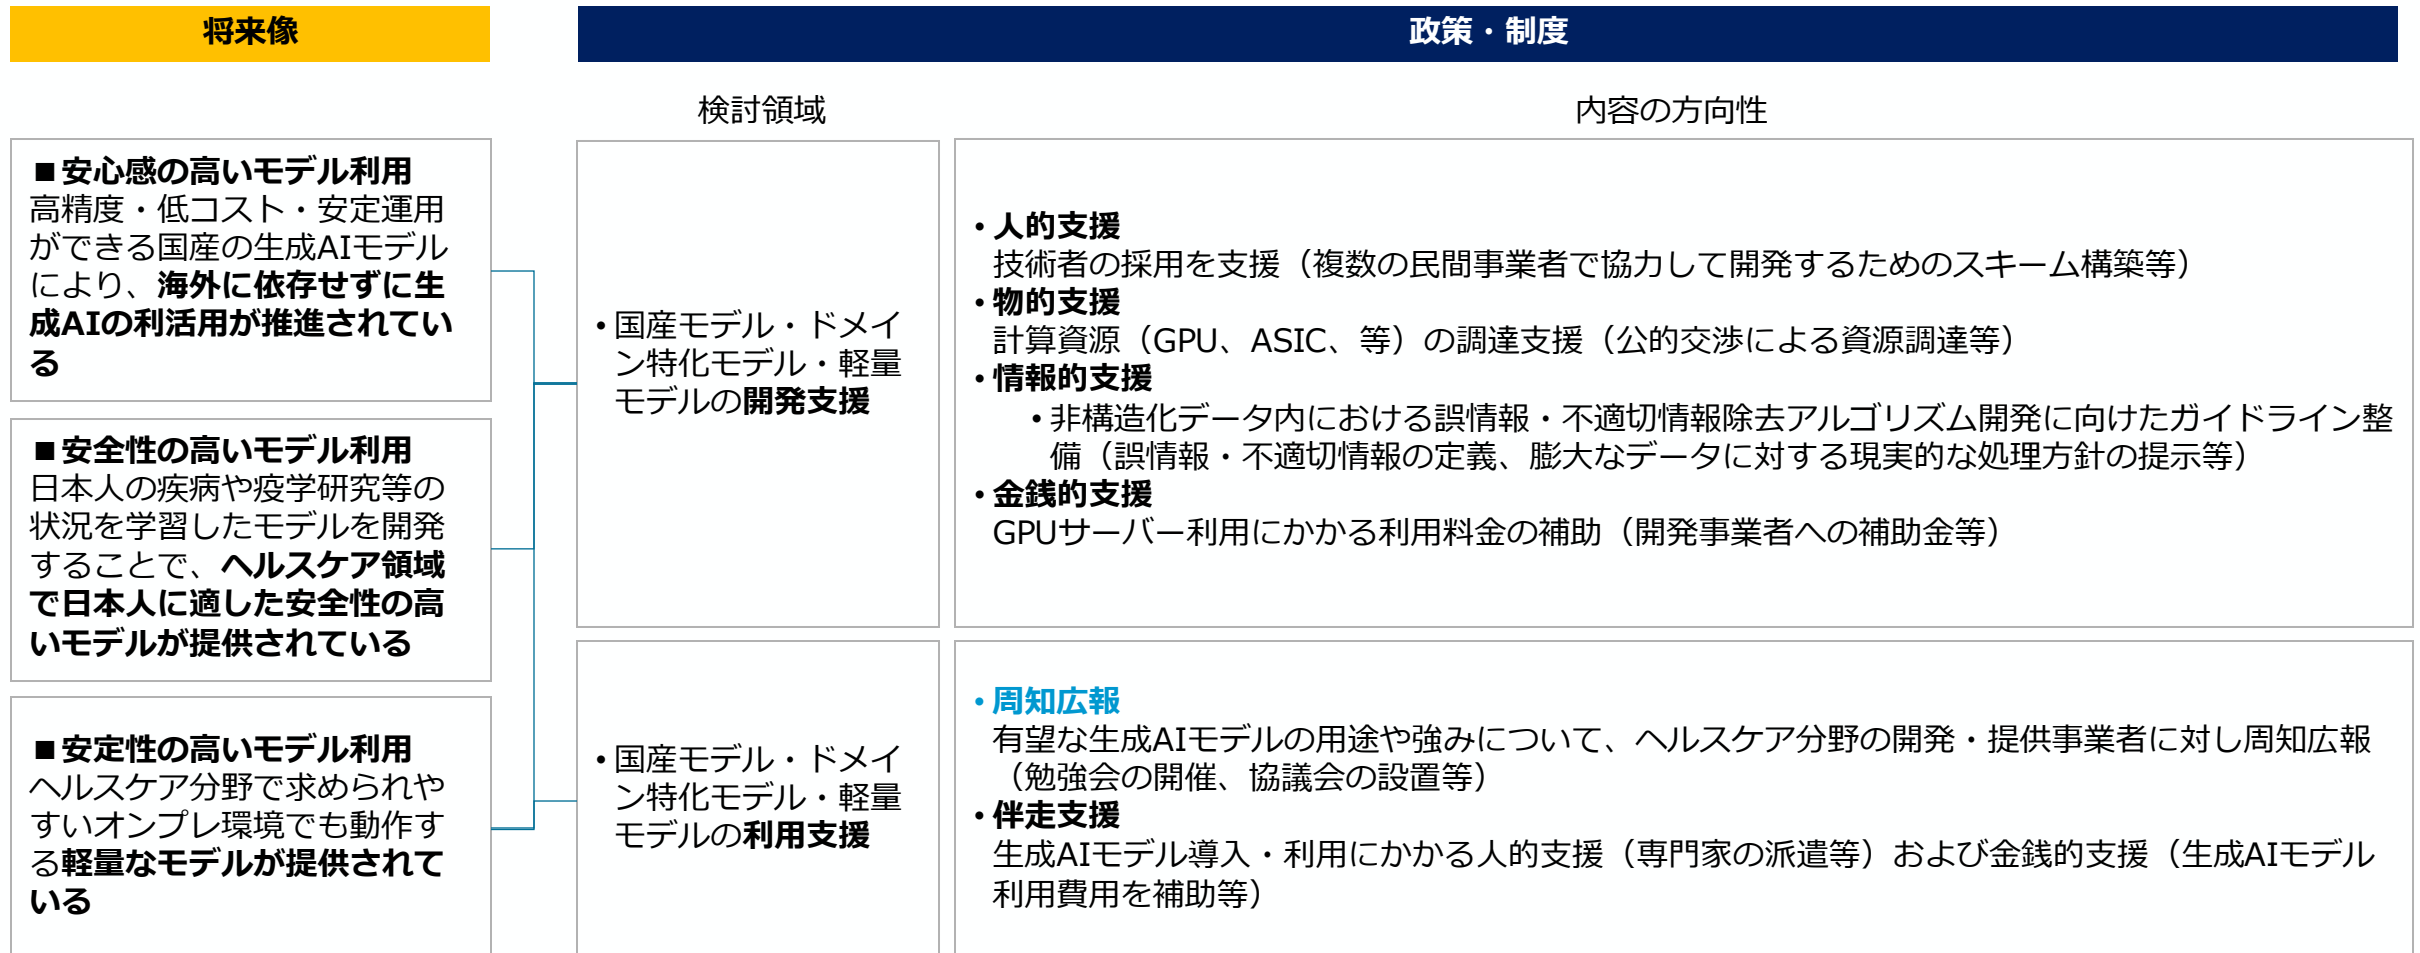 将来像
政策・制度
検討領域
内容の方向性
■安心感の高いモデル利用
高精度・低コスト・安定運用
ができる国産の生成AIモデル
により、海外に依存せずに生
成AIの利活用が推進されてい
る
■安全性の高いモデル利用
日本人の疾病や疫学研究等の
状況を学習したモデルを開発
することで、ヘルスケア領域
で日本人に適した安全性の高
いモデルが提供されている
■安定性の高いモデル利用
ヘルスケア分野で求められや
すいオンプレ環境でも動作す
る軽量なモデルが提供されて
いる
• 国産モデル・ドメイ
ン特化モデル・軽量
モデルの開発支援
• 人的支援
技術者の採用を支援（複数の民間事業者で協力して開発するためのスキーム構築等）
• 物的支援
計算資源（GPU、ASIC、等）の調達支援（公的交渉による資源調達等）
• 情報的支援
• 非構造化データ内における誤情報・不適切情報除去アルゴリズム開発に向けたガイドライン整
備（誤情報・不適切情報の定義、膨大なデータに対する現実的な処理方針の提示等）
• 金銭的支援
GPUサーバー利用にかかる利用料金の補助（開発事業者への補助金等）
• 国産モデル・ドメイ
ン特化モデル・軽量
モデルの利用支援
• 周知広報
有望な生成AIモデルの用途や強みについて、ヘルスケア分野の開発・提供事業者に対し周知広報
（勉強会の開催、協議会の設置等）
• 伴走支援
生成AIモデル導入・利用にかかる人的支援（専門家の派遣等）および金銭的支援（生成AIモデル
利用費用を補助等）